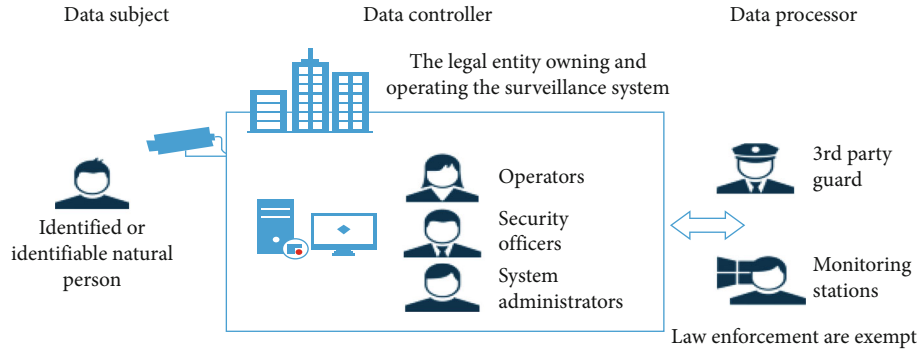 Data subject
Data controller
Data processor
The legal entity owning and
operating the surveillance system
Identified or
identifiable natural
person
Operators
Security
officers
System
administrators
3rd party
guard
Monitoring
stations
Law enforcement are exempt